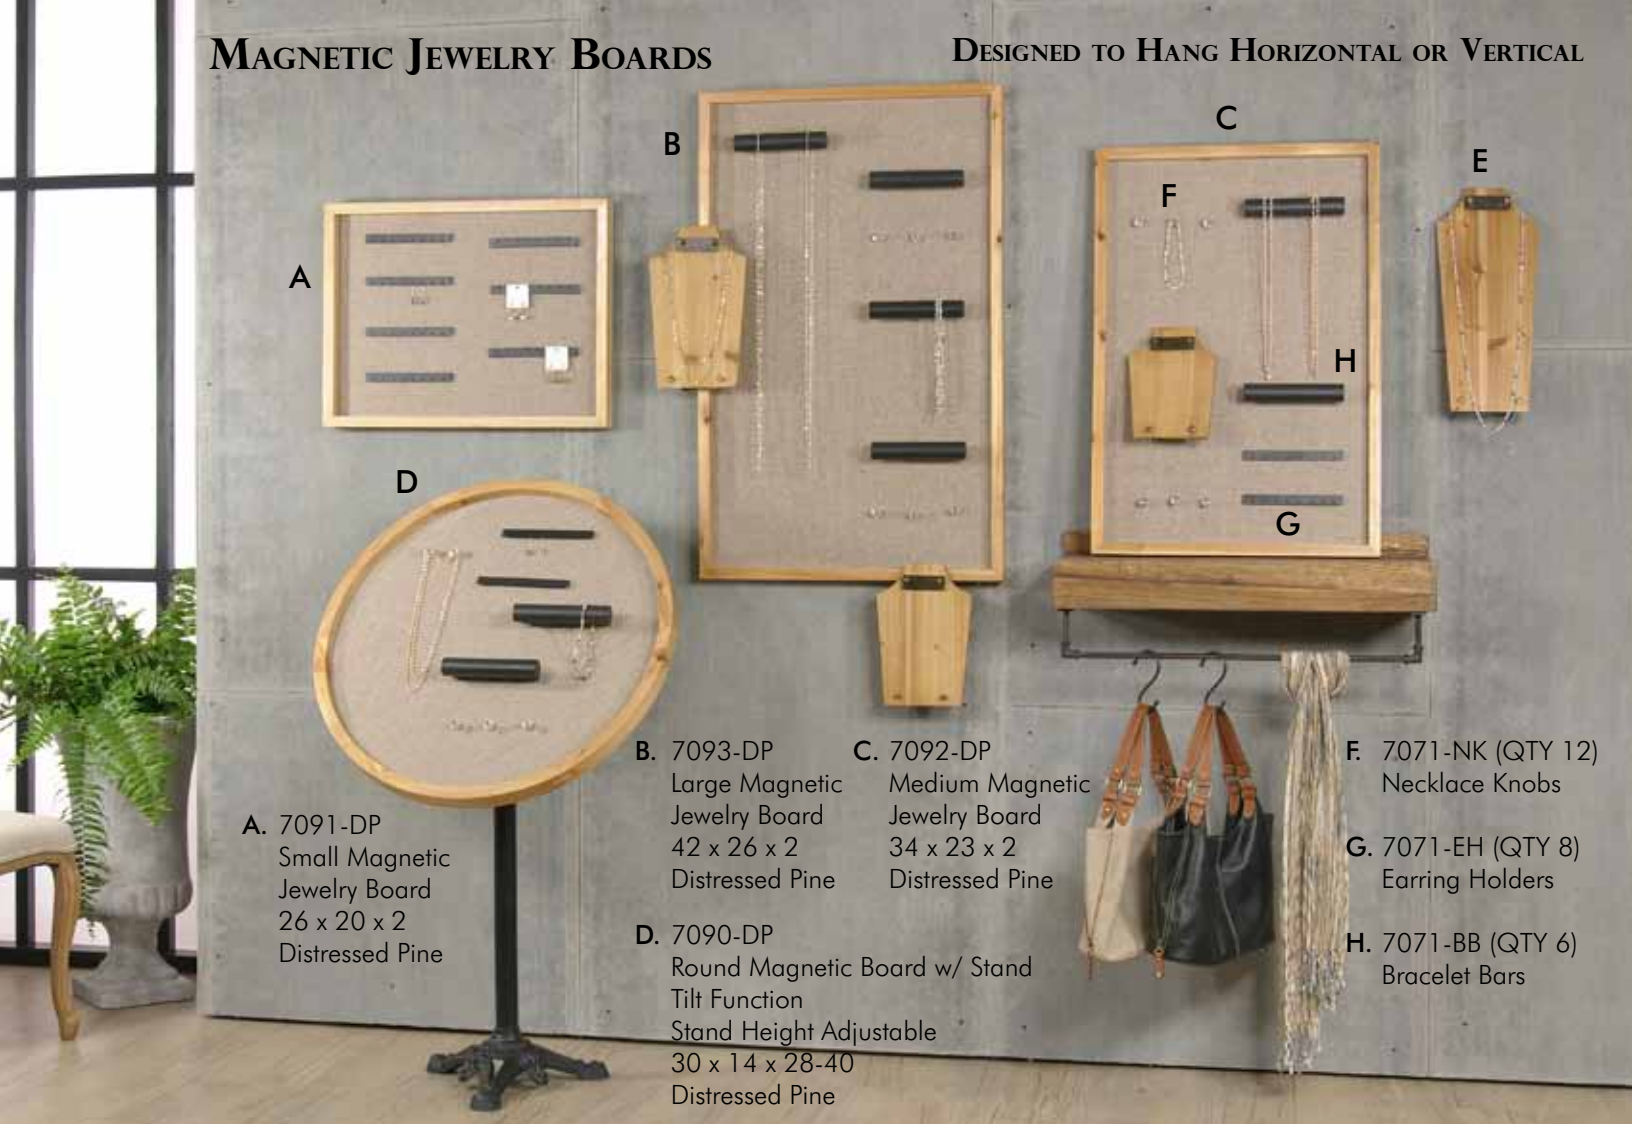 MAGNETIC JEWELRY BOARDS
DESIGNED TO HANG HORIZONTAL OR VERTICAL
A
B
C
D
E
F
G
H
A. 7091-DP
Small Magnetic
Jewelry Board
26 x 20 x 2
Distressed Pine
B. 7093-DP
Large Magnetic
Jewelry Board
42 x 26 x 2
Distressed Pine
C. 7092-DP
Medium Magnetic
Jewelry Board
34 x 23 x 2
Distressed Pine
D. 7090-DP
Round Magnetic Board w/ Stand
Tilt Function
Stand Height Adjustable
30 x 14 x 28-40
Distressed Pine
F. 7071-NK (QTY 12)
Necklace Knobs
G. 7071-EH (QTY 8)
Earring Holders
H. 7071-BB (QTY 6)
Bracelet Bars